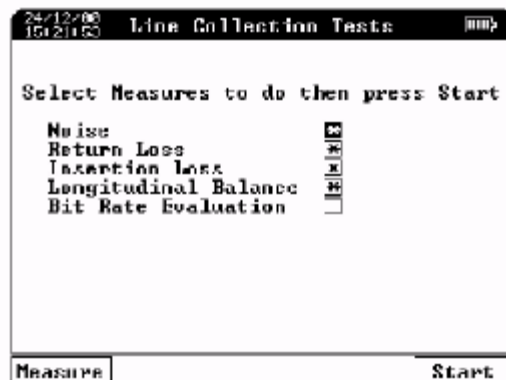 24/12/00
15:21:53
Line Collection Tests
Select Measures to do then press Start
Noise
Return Loss
Insertion Loss
Longitudinal Balance
Bit Rate Evaluation
Measure
Start